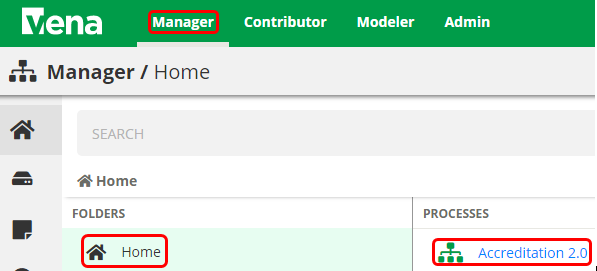 vena Manager Contributor Modeler Admin
Manager / Home
SEARCH
Home
FOLDERS PROCESSES
Home Accreditation 2.0